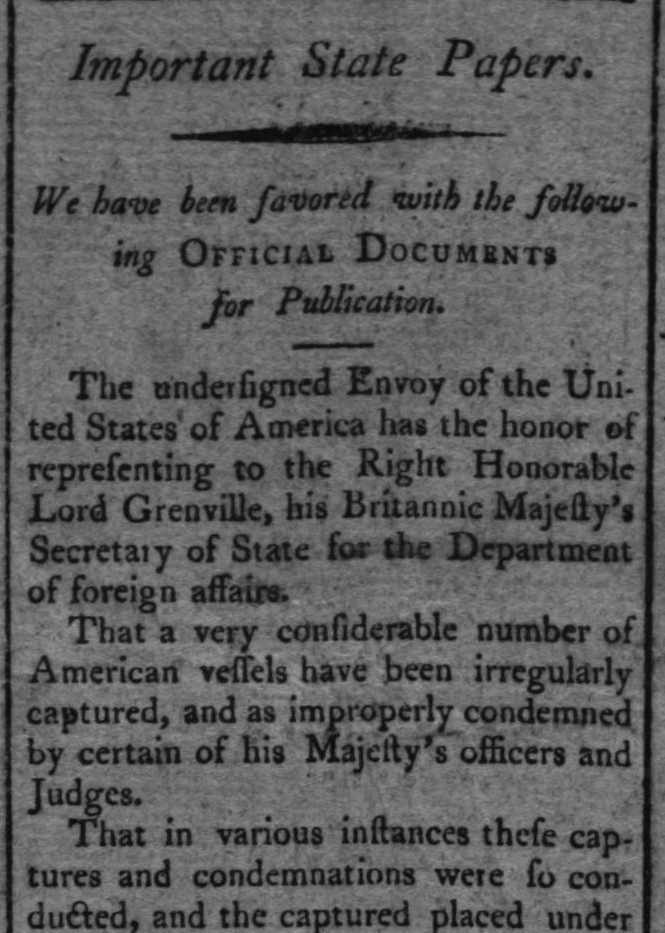 Important State Papers.
We have been favored with the follow-
ing OFFICIAL DOCUMENTS
for Publication.
The underſigned Envoy of the Uni-
ted States of America has the honor of
repreſenting to the Right Honorable
Lord Grenville, his Britannic Majeſty's
Secretary of State for the Department
of foreign affairs.
That a very conſiderable number of
American veſſels have been irregularly
captured, and as improperly condemned
by certain of his Majeſty's officers and
Judges.
That in various inſtances theſe cap-
tures and condemnations were ſo con-
ducted, and the captured placed under